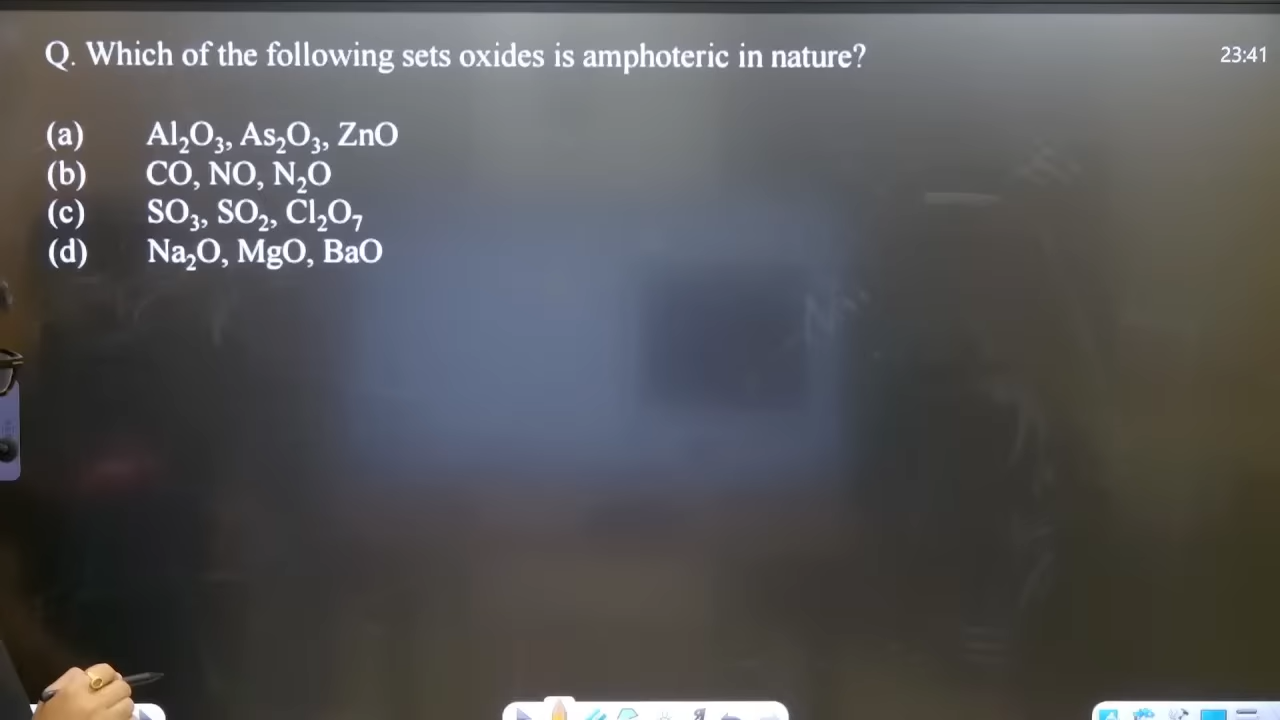 Q. Which of the following sets oxides is amphoteric in nature?
23:41
(a) Al₂O₃, As₂O₃, ZnO
(b) CO, NO, N₂O
(c) SO₃, SO₂, Cl₂O₇
(d) Na₂O, MgO, BaO